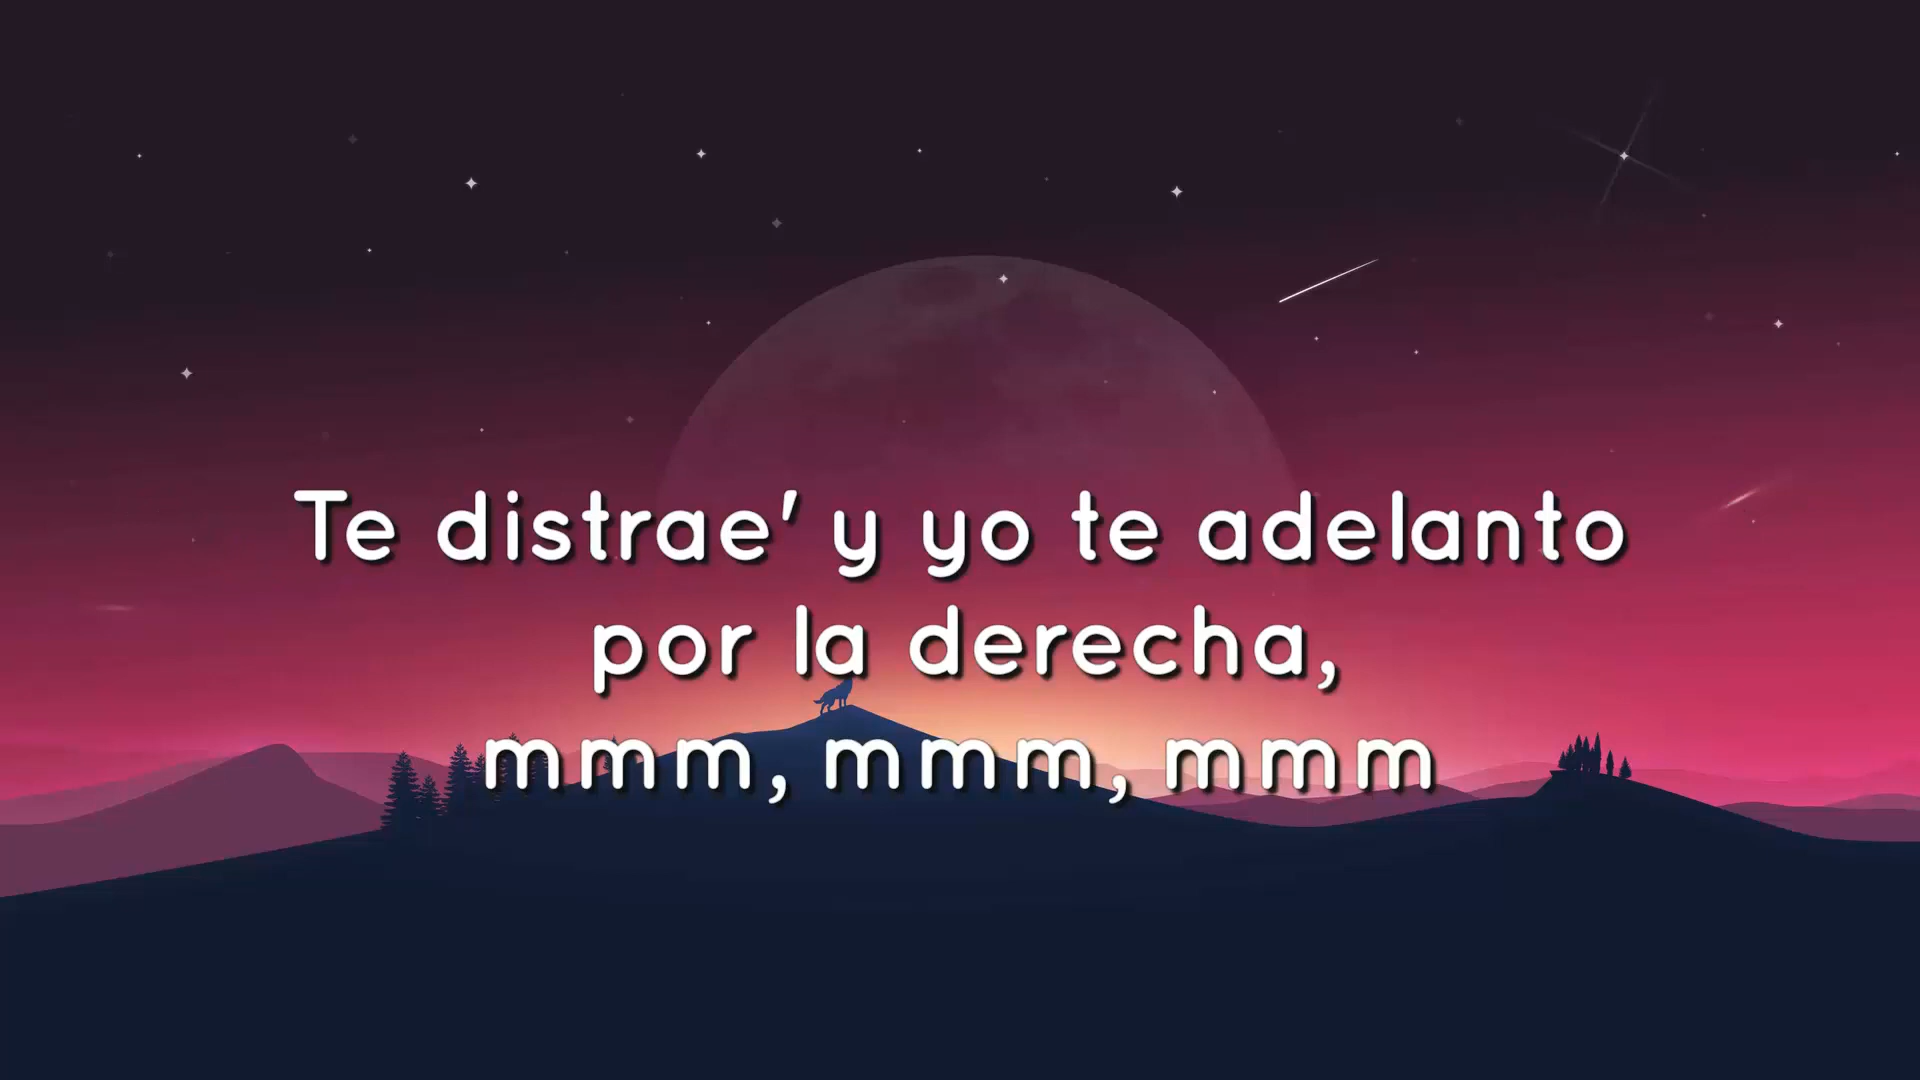 Te distrae' y yo te adelanto
por la derecha,
mmm, mmm, mmm